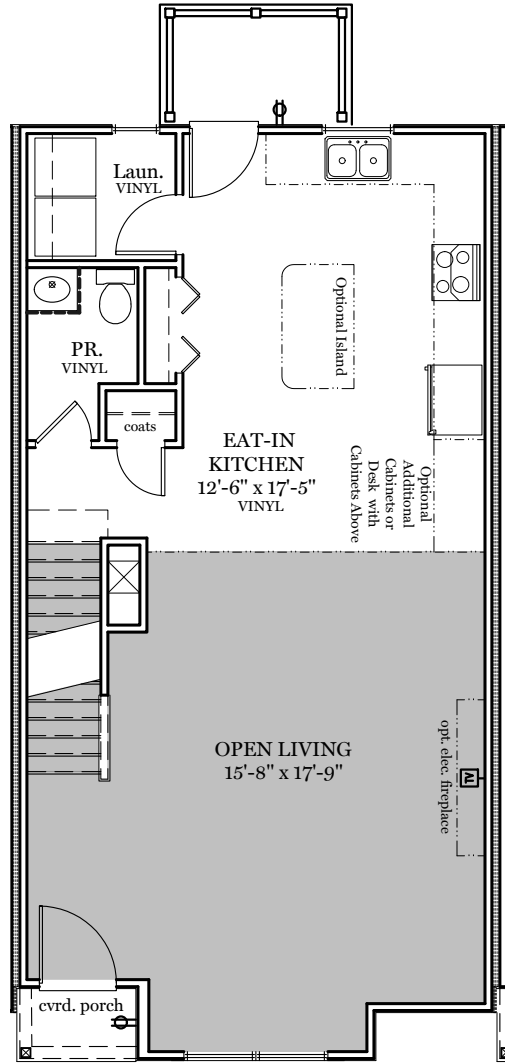 Laun.
VINYL
Optional Island
PR.
VINYL
coats
EAT-IN
KITCHEN
12'-6" x 17'-5"
VINYL
Optional
Additional
Cabinets or
Desk with
Cabinets Above
OPEN LIVING
15'-8" x 17'-9"
opt. elec. fireplace
TV
cvrd. porch